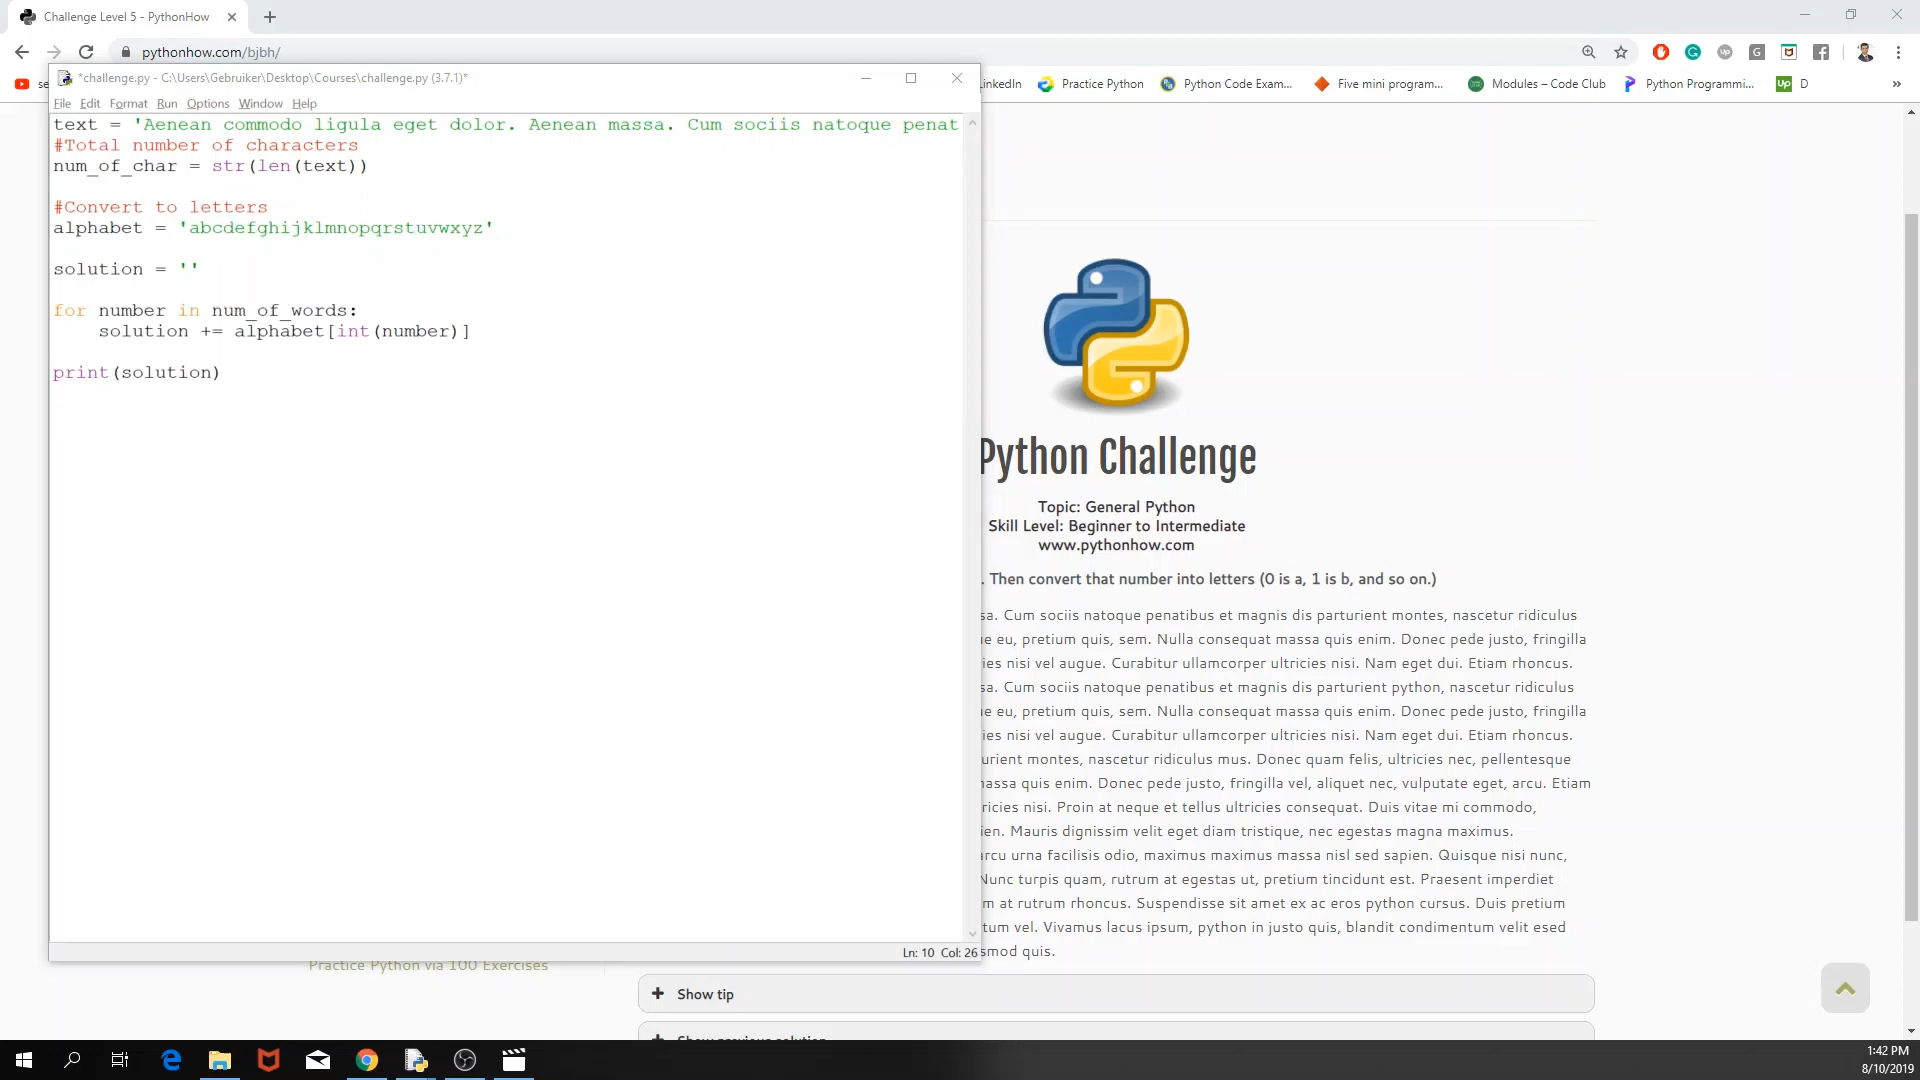 Challenge Level 5 - PythonHow
pythonhow.com/bjbh/
se
LinkedIn
Practice Python
Python Code Exam...
Five mini program...
Modules – Code Club
Python Programmi...
D
»
*challenge.py - C:\Users\Gebruiker\Desktop\Courses\challenge.py (3.7.1)*
File Edit Format Run Options Window Help
text = 'Aenean commodo ligula eget dolor. Aenean massa. Cum sociis natoque penat
#Total number of characters
num_of_char = str(len(text))
#Convert to letters
alphabet = 'abcdefghijklmnopqrstuvwxyz'
solution = ''
for number in num_of_words:
    solution += alphabet[int(number)]
print(solution)
Ln: 10 Col: 26
Python Challenge
Topic: General Python
Skill Level: Beginner to Intermediate
www.pythonhow.com
. Then convert that number into letters (0 is a, 1 is b, and so on.)
sa. Cum sociis natoque penatibus et magnis dis parturient montes, nascetur ridiculus
ie eu, pretium quis, sem. Nulla consequat massa quis enim. Donec pede justo, fringilla
ies nisi vel augue. Curabitur ullamcorper ultricies nisi. Nam eget dui. Etiam rhoncus.
sa. Cum sociis natoque penatibus et magnis dis parturient python, nascetur ridiculus
ie eu, pretium quis, sem. Nulla consequat massa quis enim. Donec pede justo, fringilla
ies nisi vel augue. Curabitur ullamcorper ultricies nisi. Nam eget dui. Etiam rhoncus.
urient montes, nascetur ridiculus mus. Donec quam felis, ultricies nec, pellentesque
nassa quis enim. Donec pede justo, fringilla vel, aliquet nec, vulputate eget, arcu. Etiam
ricies nisi. Proin at neque et tellus ultricies consequat. Duis vitae mi commodo,
ien. Mauris dignissim velit eget diam tristique, nec egestas magna maximus.
arcu urna facilisis odio, maximus maximus massa nisl sed sapien. Quisque nisi nunc,
Nunc turpis quam, rutrum at egestas ut, pretium tincidunt est. Praesent imperdiet
m at rutrum rhoncus. Suspendisse sit amet ex ac eros python cursus. Duis pretium
tum vel. Vivamus lacus ipsum, python in justo quis, blandit condimentum velit esed
smod quis.
Practice Python via 100 Exercises
Show tip
Show previous solution
1:42 PM
8/10/2019